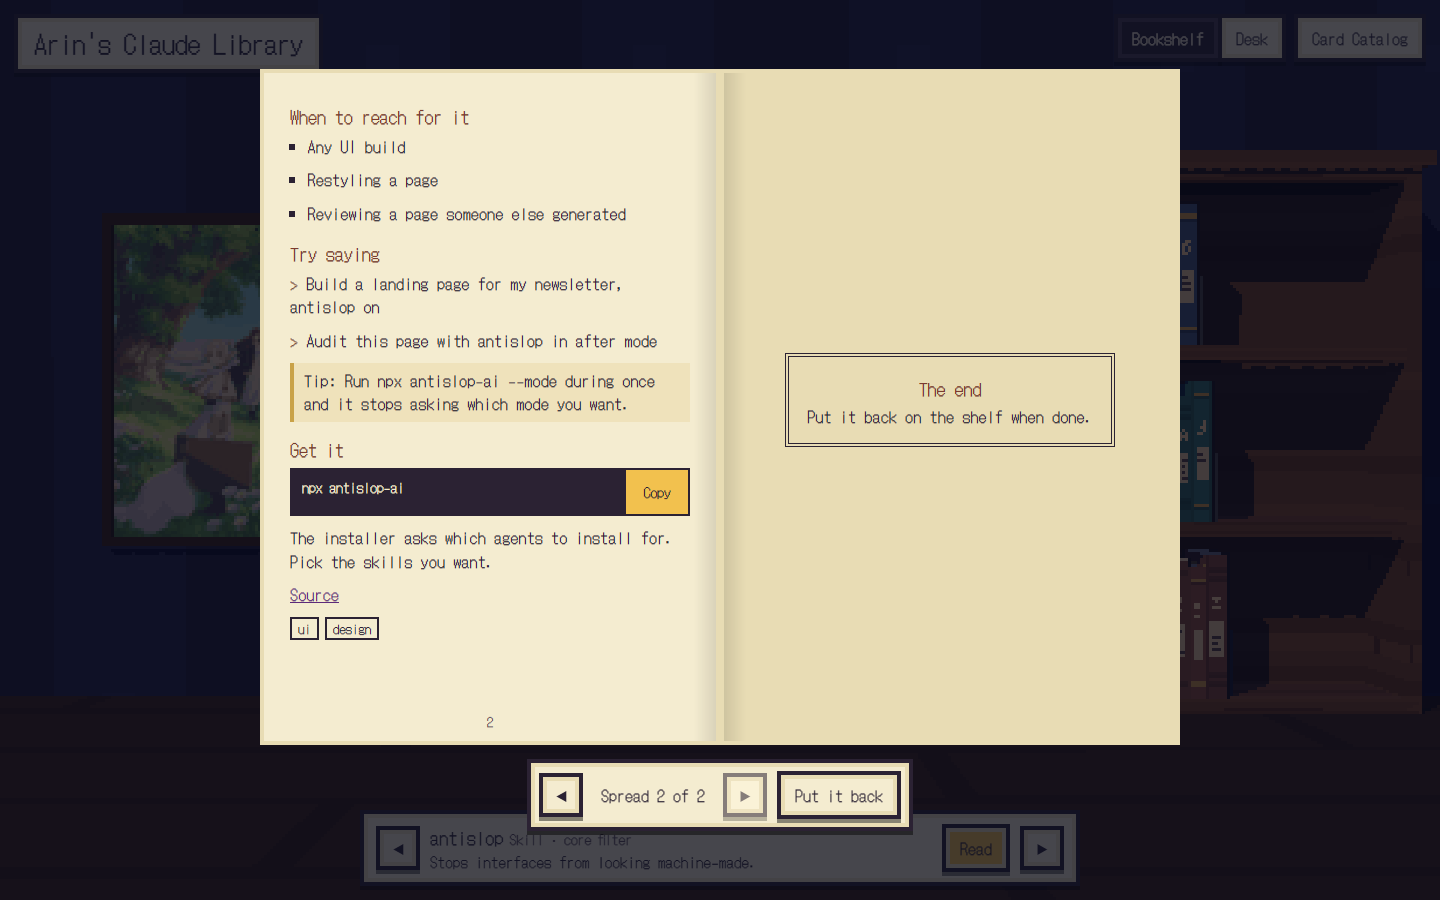 Arin's Claude Library
Bookshelf
Desk
Card Catalog
When to reach for it
Any UI build
Restyling a page
Reviewing a page someone else generated
Try saying
> Build a landing page for my newsletter,
antislop on
> Audit this page with antislop in after mode
Tip: Run npx antislop-ai --mode during once
and it stops asking which mode you want.
Get it
npx antislop-ai
Copy
The installer asks which agents to install for.
Pick the skills you want.
Source
ui
design
2
The end
Put it back on the shelf when done.
◄
Spread 2 of 2
►
Put it back
◄
antislop Skill · core filter
Stops interfaces from looking machine-made.
Read
►